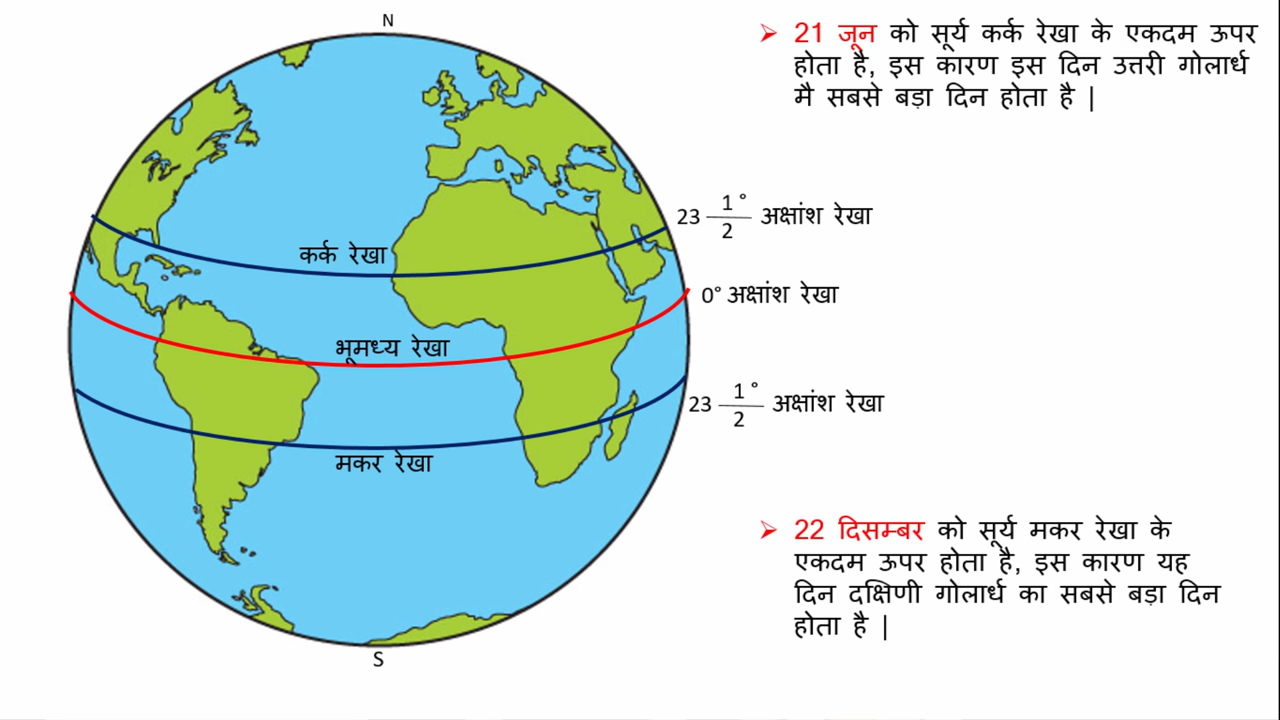 N
➢ 21 जून को सूर्य कर्क रेखा के एकदम ऊपर
होता है, इस कारण इस दिन उत्तरी गोलार्ध
मै सबसे बड़ा दिन होता है |
23 1/2° अक्षांश रेखा
कर्क रेखा
0° अक्षांश रेखा
भूमध्य रेखा
23 1/2° अक्षांश रेखा
मकर रेखा
➢ 22 दिसम्बर को सूर्य मकर रेखा के
एकदम ऊपर होता है, इस कारण यह
दिन दक्षिणी गोलार्ध का सबसे बड़ा दिन
होता है |
S